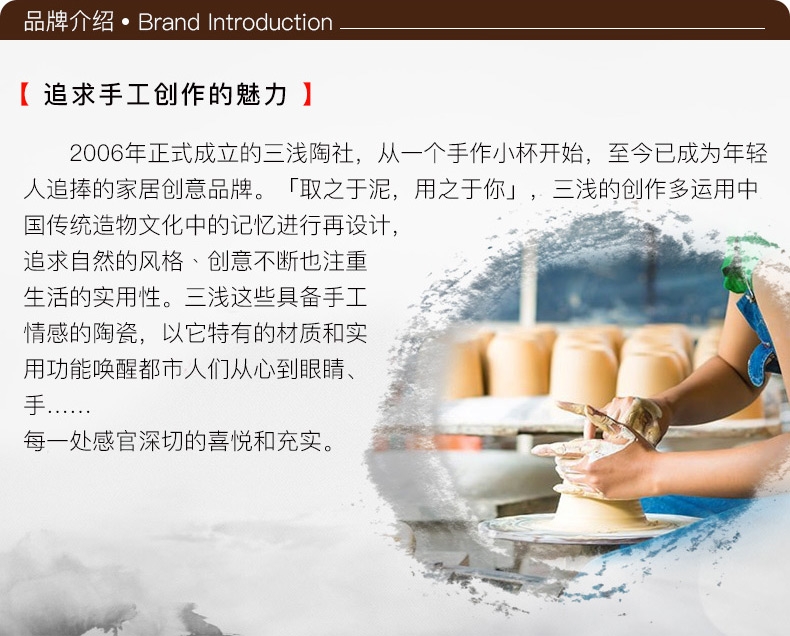 品牌介绍 • Brand Introduction
【 追求手工创作的魅力 】
2006年正式成立的三浅陶社，从一个手作小杯开始，至今已成为年轻
人追捧的家居创意品牌。「取之于泥，用之于你」，三浅的创作多运用中
国传统造物文化中的记忆进行再设计，
追求自然的风格、创意不断也注重
生活的实用性。三浅这些具备手工
情感的陶瓷，以它特有的材质和实
用功能唤醒都市人们从心到眼睛、
手......
每一处感官深切的喜悦和充实。